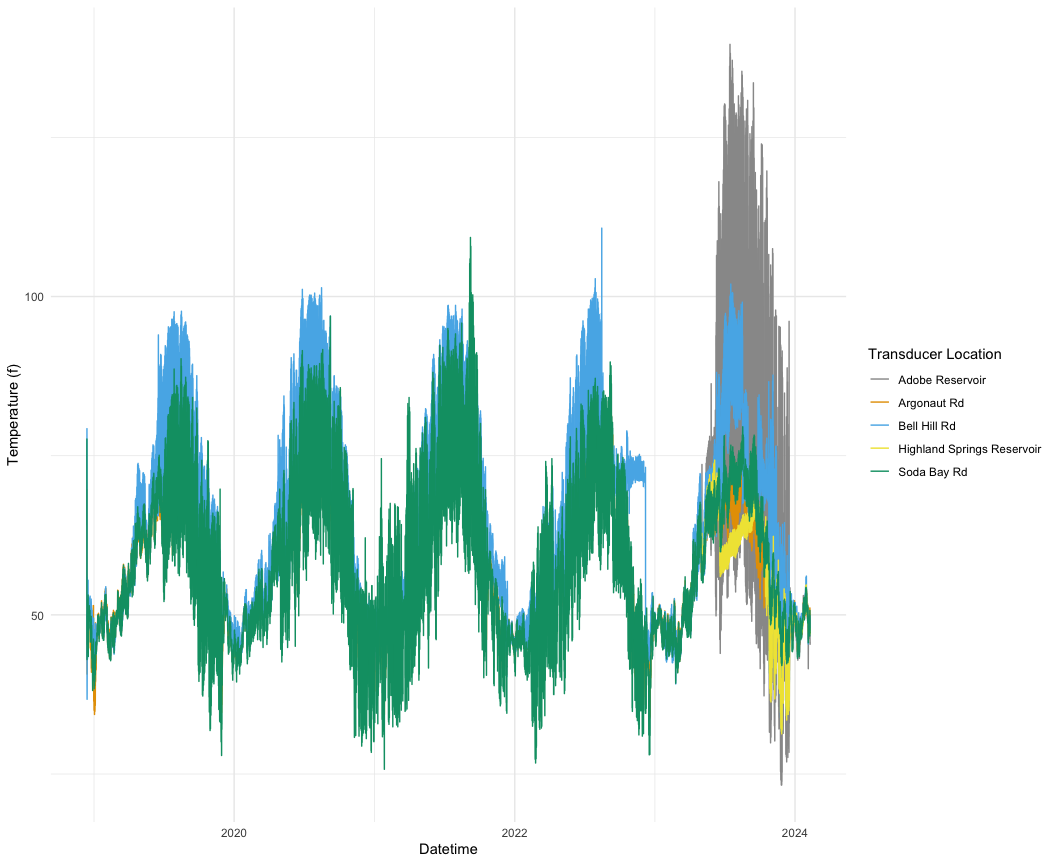 Temperature (f)
100
50
2020
2022
2024
Datetime
Transducer Location
Adobe Reservoir
Argonaut Rd
Bell Hill Rd
Highland Springs Reservoir
Soda Bay Rd